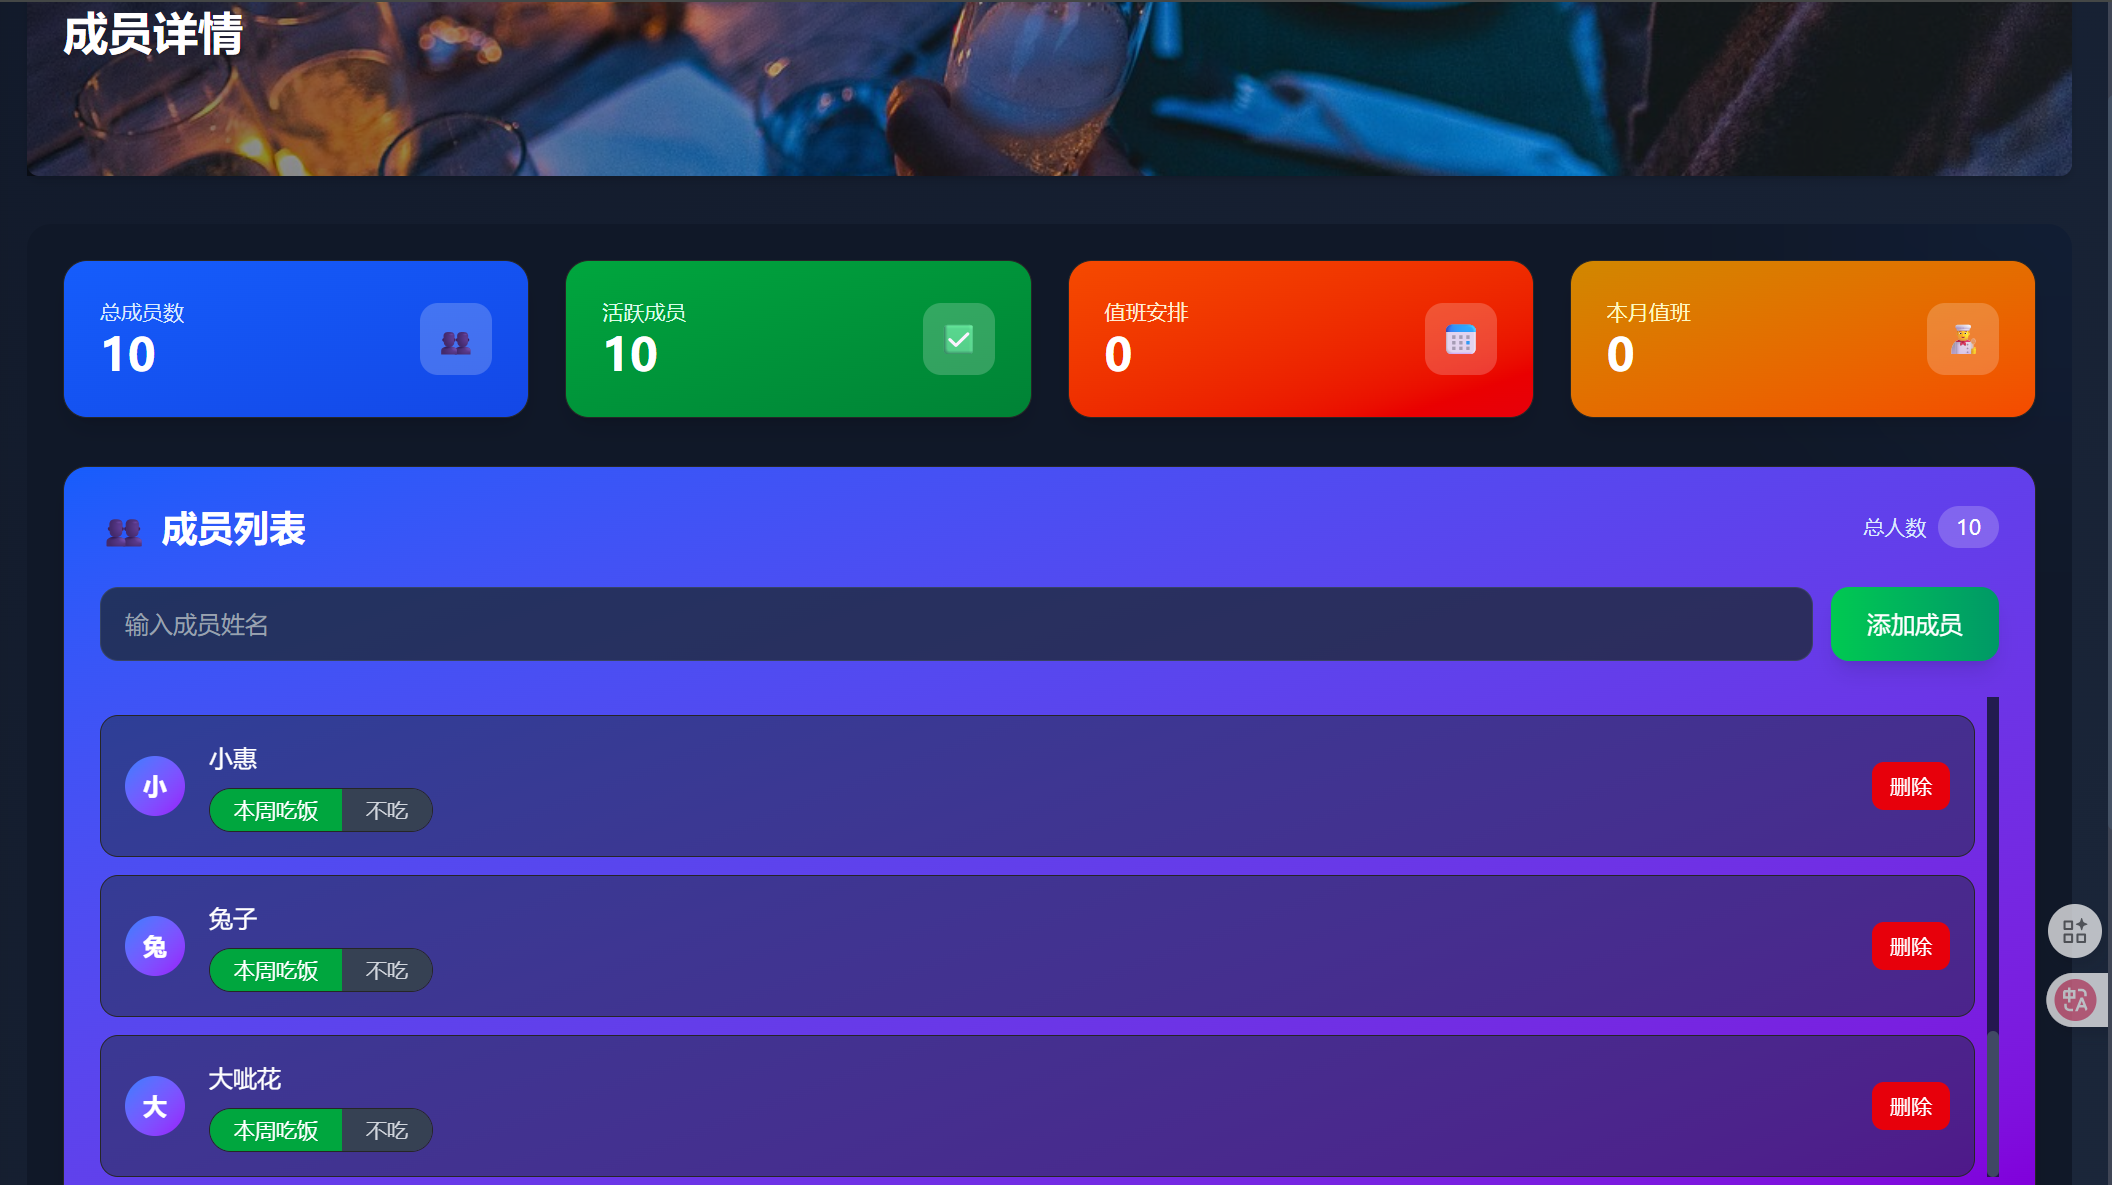 成员详情
总成员数
10
活跃成员
10
值班安排
0
本月值班
0
成员列表
总人数 10
输入成员姓名
添加成员
小
小惠
本周吃饭 不吃
删除
兔
兔子
本周吃饭 不吃
删除
大
大呲花
本周吃饭 不吃
删除
中A